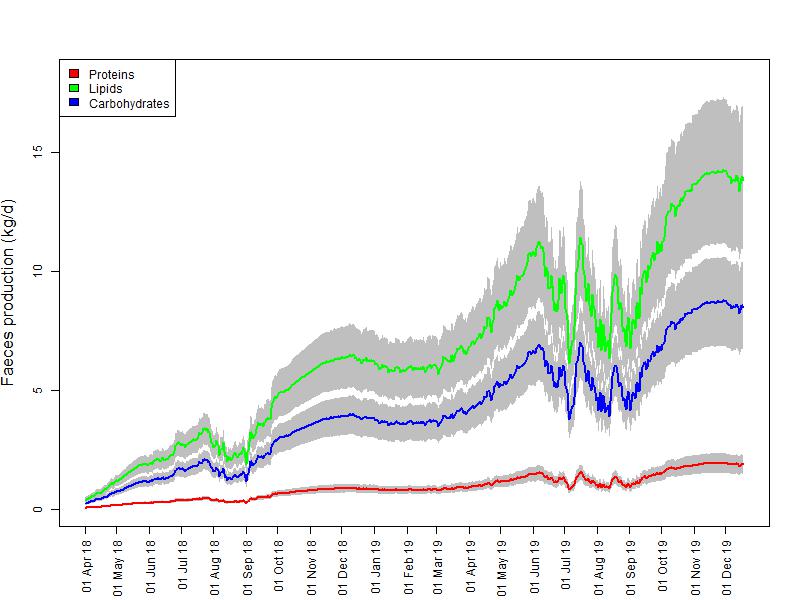 Proteins
Lipids
Carbohydrates
Faeces production (kg/d)
15
10
5
0
01 Apr 18
01 May 18
01 Jun 18
01 Jul 18
01 Aug 18
01 Sep 18
01 Oct 18
01 Nov 18
01 Dec 18
01 Jan 19
01 Feb 19
01 Mar 19
01 Apr 19
01 May 19
01 Jun 19
01 Jul 19
01 Aug 19
01 Sep 19
01 Oct 19
01 Nov 19
01 Dec 19